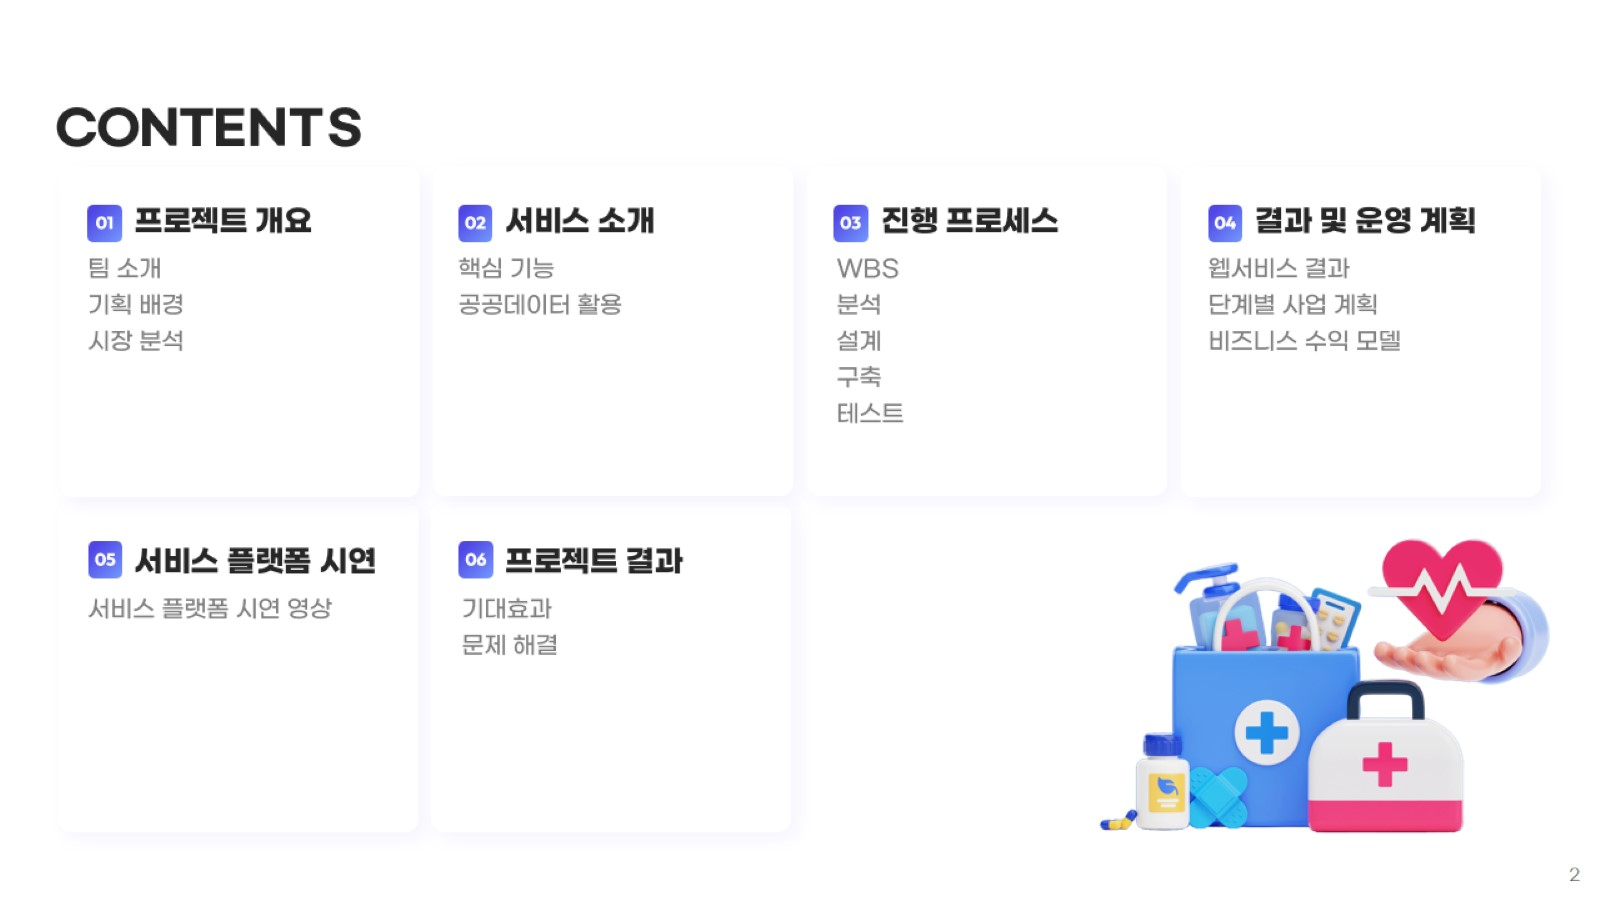 CONTENTS
01 프로젝트 개요
팀 소개
기획 배경
시장 분석
02 서비스 소개
핵심 기능
공공데이터 활용
03 진행 프로세스
WBS
분석
설계
구축
테스트
04 결과 및 운영 계획
웹서비스 결과
단계별 사업 계획
비즈니스 수익 모델
05 서비스 플랫폼 시연
서비스 플랫폼 시연 영상
06 프로젝트 결과
기대효과
문제 해결
2